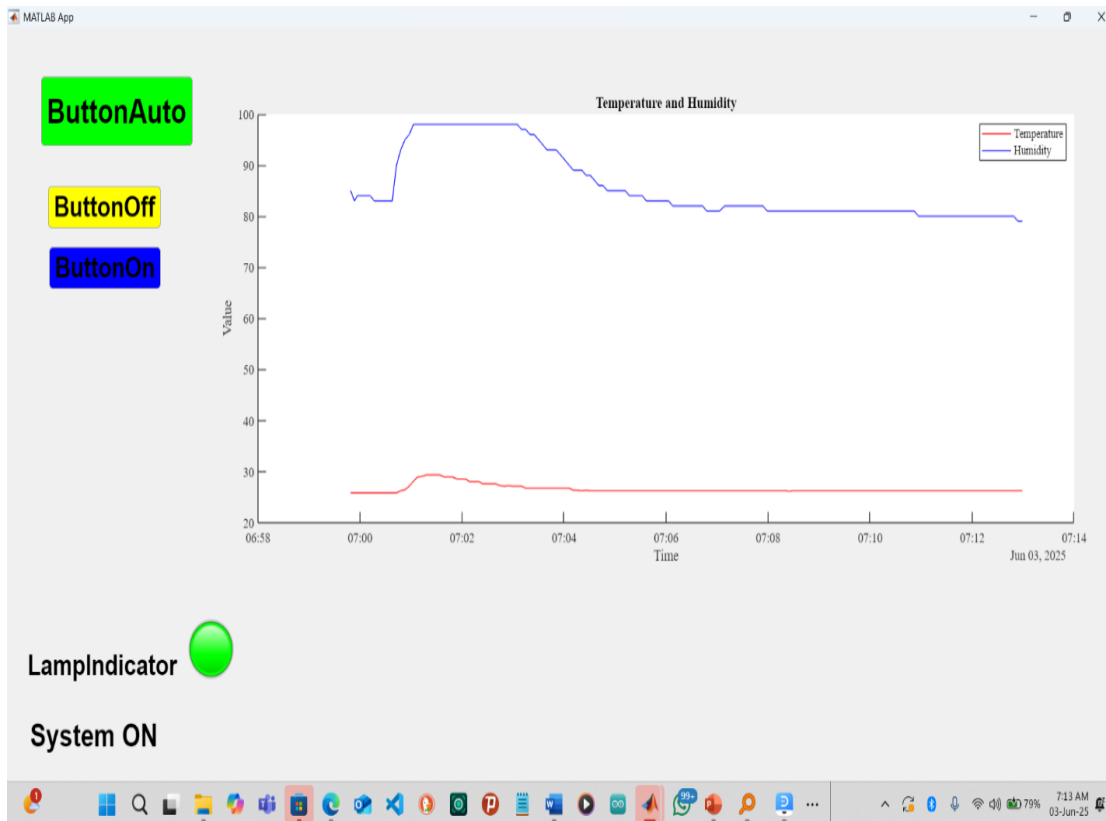 MATLAB App
ButtonAuto
ButtonOff
ButtonOn
Temperature and Humidity
Temperature
Humidity
100
90
80
70
60
50
40
30
20
Value
06:58 07:00 07:02 07:04 07:06 07:08 07:10 07:12 07:14
Time
Jun 03, 2025
LampIndicator
System ON
1
99+
79%
7:13 AM
03-Jun-25